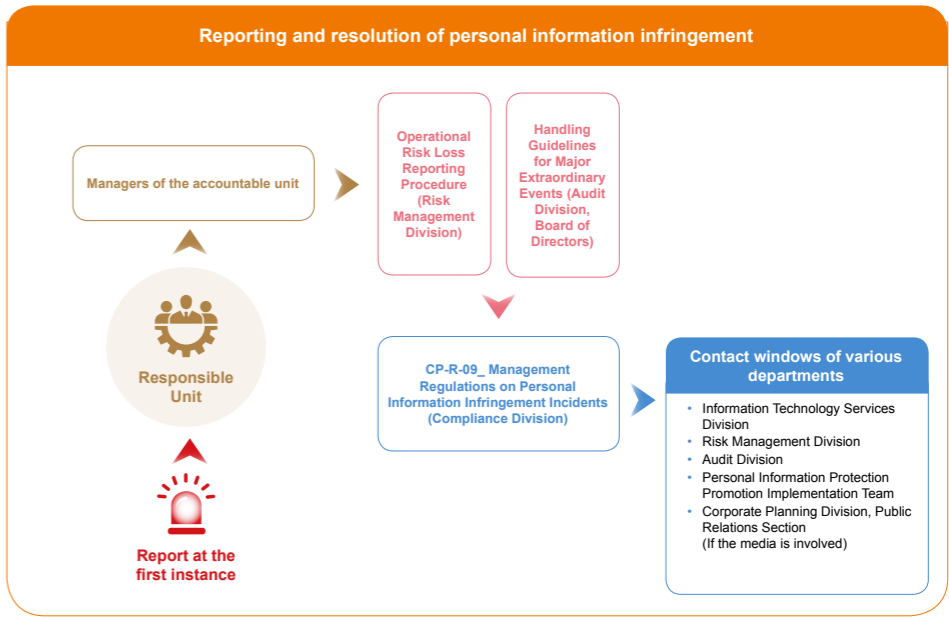 Reporting and resolution of personal information infringement
Managers of the accountable unit
Operational
Risk Loss
Reporting
Procedure
(Risk
Management
Division)
Handling
Guidelines
for Major
Extraordinary
Events (Audit
Division,
Board of
Directors)
Responsible
Unit
Report at the
first instance
CP-R-09_ Management
Regulations on Personal
Information Infringement Incidents
(Compliance Division)
Contact windows of various
departments
• Information Technology Services
Division
• Risk Management Division
• Audit Division
• Personal Information Protection
Promotion Implementation Team
• Corporate Planning Division, Public
Relations Section
(If the media is involved)